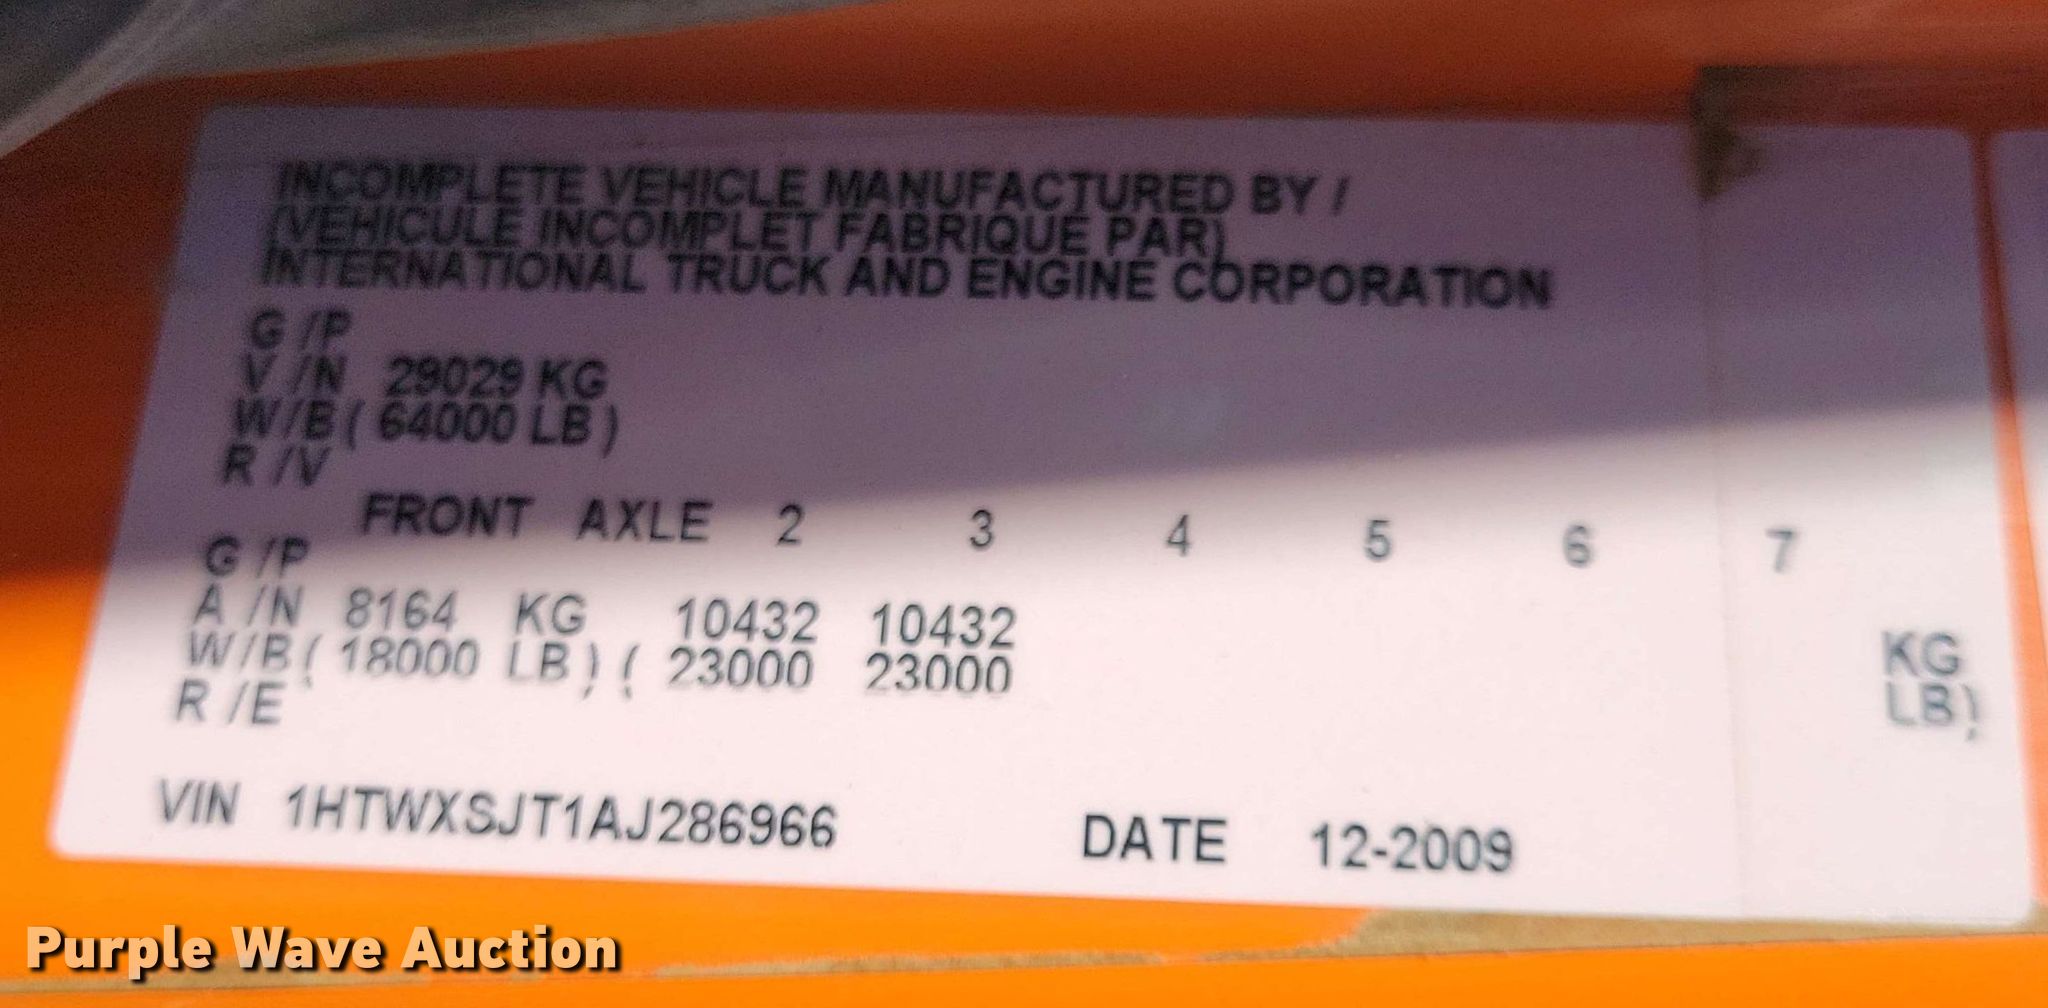 INCOMPLETE VEHICLE MANUFACTURED BY /
(VEHICULE INCOMPLET FABRIQUE PAR)
INTERNATIONAL TRUCK AND ENGINE CORPORATION
G /P
V /N 29029 KG
W/B ( 64000 LB )
R /V
FRONT AXLE 2 3 4 5 6 7
G /P
A /N 8164 KG 10432 10432 KG
W/B ( 18000 LB ) ( 23000 23000 LB )
R /E
VIN 1HTWXSJT1AJ286966 DATE 12-2009
Purple Wave Auction